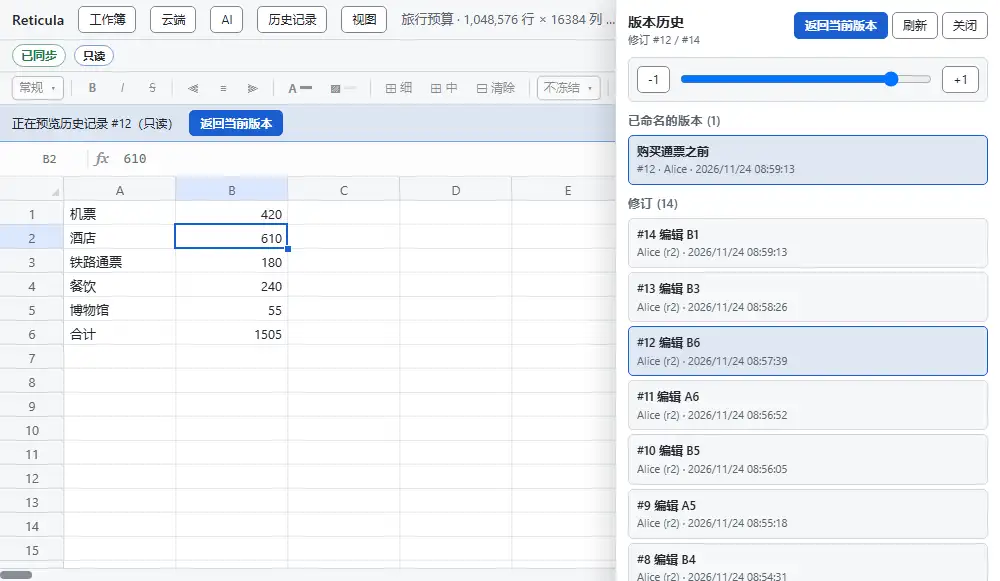 Reticula 工作簿 云端 AI 历史记录 视图 旅行预算 · 1,048,576 行 × 16384 列 ...
已同步 只读
常规 B I S A 细 中 清除 不冻结
正在预览历史记录 #12（只读） 返回当前版本
B2 fx 610
A B C D E
1 机票 420
2 酒店 610
3 铁路通票 180
4 餐饮 240
5 博物馆 55
6 合计 1505
7
8
9
10
11
12
13
14
15
版本历史
修订 #12 / #14
返回当前版本 刷新 关闭
-1 +1
已命名的版本 (1)
购买通票之前
#12 · Alice · 2026/11/24 08:59:13
修订 (14)
#14 编辑 B1
Alice (r2) · 2026/11/24 08:59:13
#13 编辑 B3
Alice (r2) · 2026/11/24 08:58:26
#12 编辑 B6
Alice (r2) · 2026/11/24 08:57:39
#11 编辑 A6
Alice (r2) · 2026/11/24 08:56:52
#10 编辑 B5
Alice (r2) · 2026/11/24 08:56:05
#9 编辑 A5
Alice (r2) · 2026/11/24 08:55:18
#8 编辑 B4
Alice (r2) · 2026/11/24 08:54:31